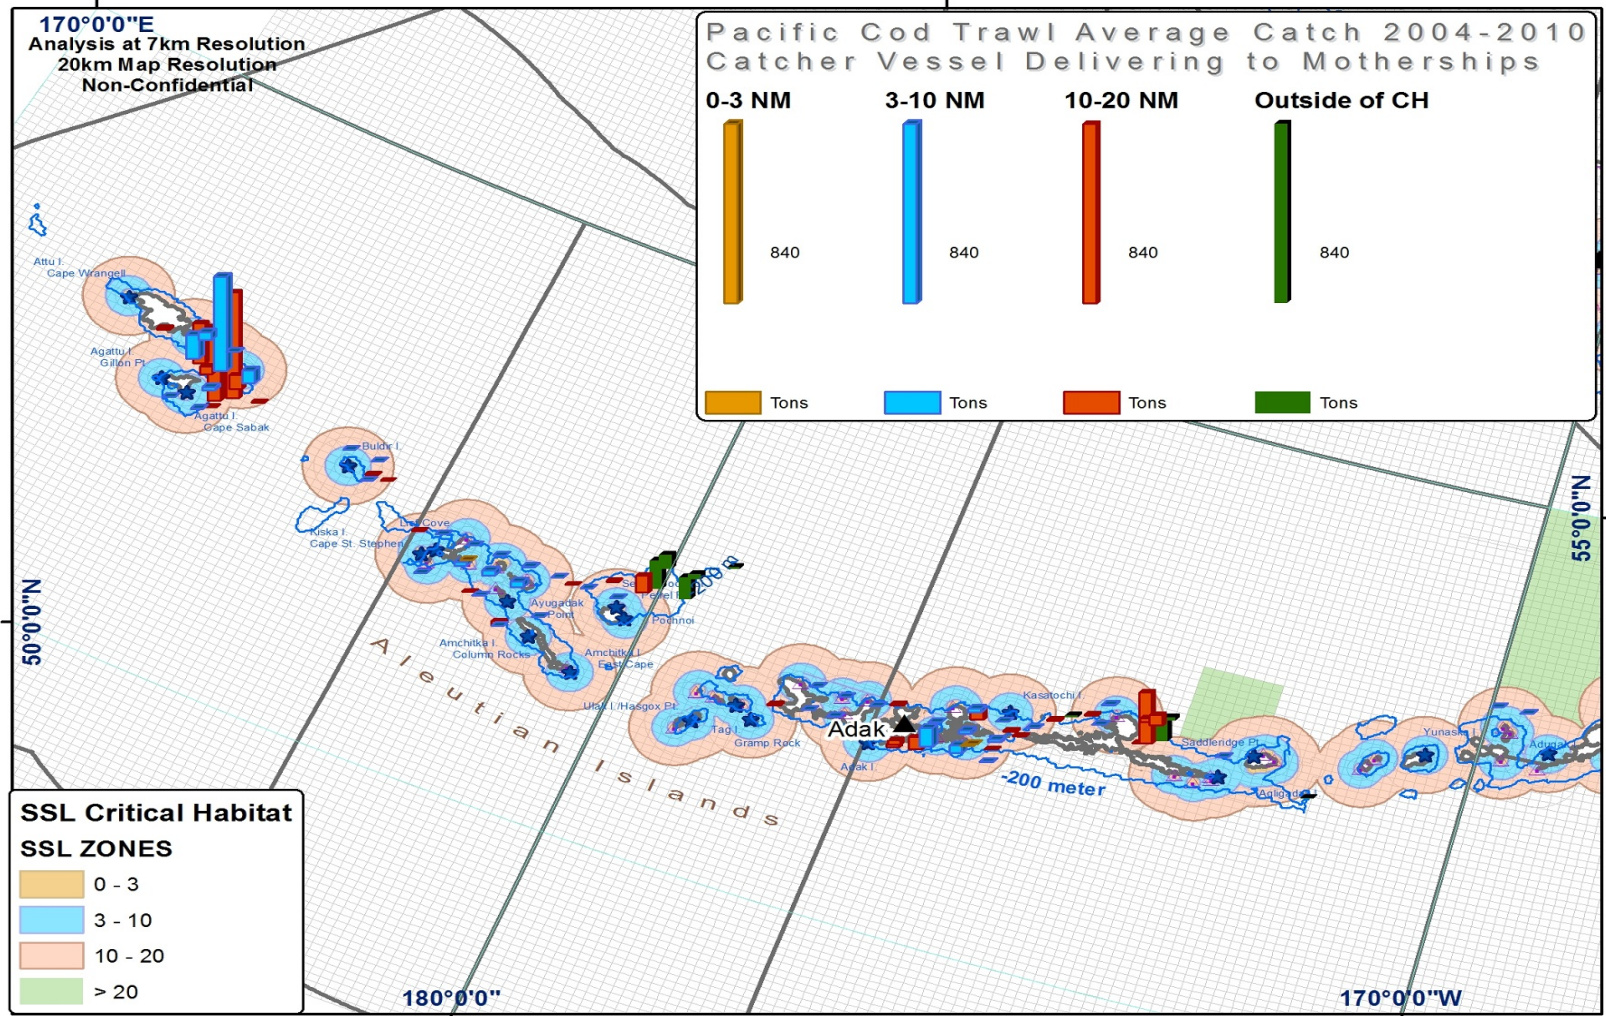 170°0'0"E
Analysis at 7km Resolution
20km Map Resolution
Non-Confidential
Pacific Cod Trawl Average Catch 2004-2010
Catcher Vessel Delivering to Motherships
0-3 NM 3-10 NM 10-20 NM Outside of CH
840 840 840 840
Tons Tons Tons Tons
Attu I.
Cape Wrangell
Agattu I.
Gillon Pt
Agattu I.
Cape Sabak
Buldir I.
Kiska I.
Cape St. Stephen
Cove
55°0'0"N
50°0'0"N
200 m
Ayugadak
Point
Pochnoi
Amchitka I.
Column Rocks
Amchitka I.
East Cape
Aleutian Islands
Ulak I./Hasgox Pt.
Tag I.
Gramp Rock
Adak
Adak I.
Kasatochi I.
Saddleridge Pt.
Yunaska I.
-200 meter
SSL Critical Habitat
SSL ZONES
0 - 3
3 - 10
10 - 20
> 20
180°0'0"
170°0'0"W